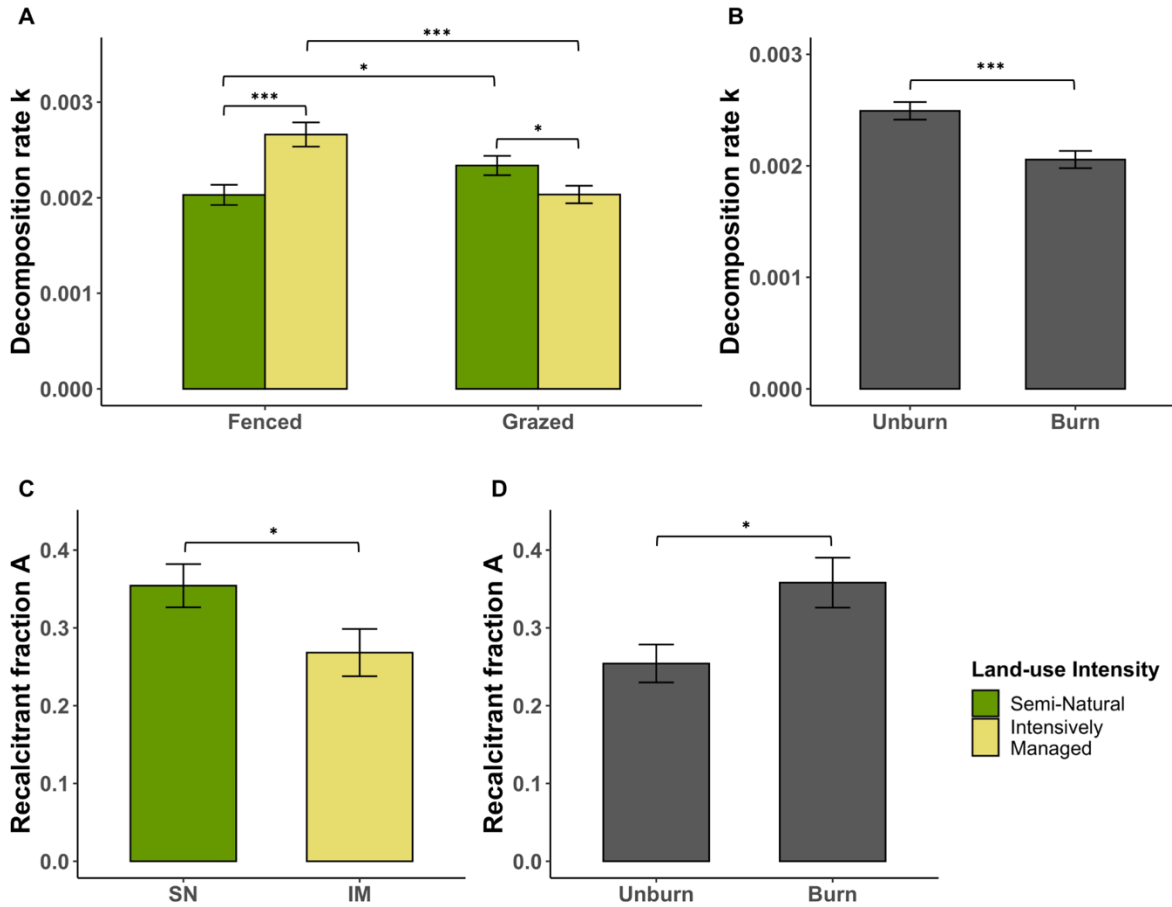 A
Decomposition rate k
0.003
0.002
0.001
0.000
***
*
***
*
Fenced
Grazed
B
Decomposition rate k
0.003
0.002
0.001
0.000
***
Unburn
Burn
C
Recalcitrant fraction A
0.4
0.3
0.2
0.1
0.0
*
SN
IM
D
Recalcitrant fraction A
0.4
0.3
0.2
0.1
0.0
*
Unburn
Burn
Land-use Intensity
Semi-Natural
Intensively
Managed